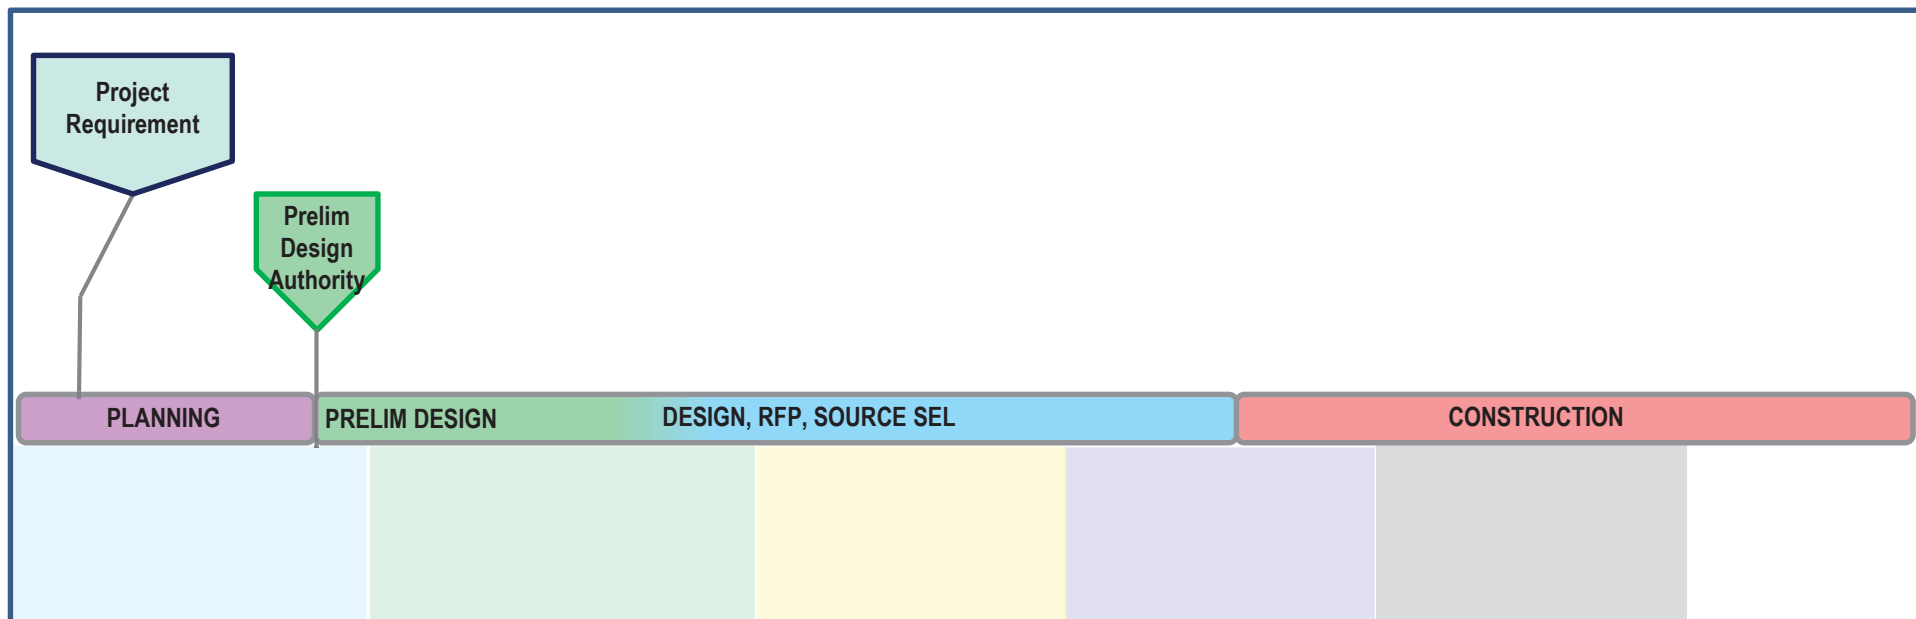 Project
Requirement
Prelim
Design
Authority
PLANNING
PRELIM DESIGN
DESIGN, RFP, SOURCE SEL
CONSTRUCTION